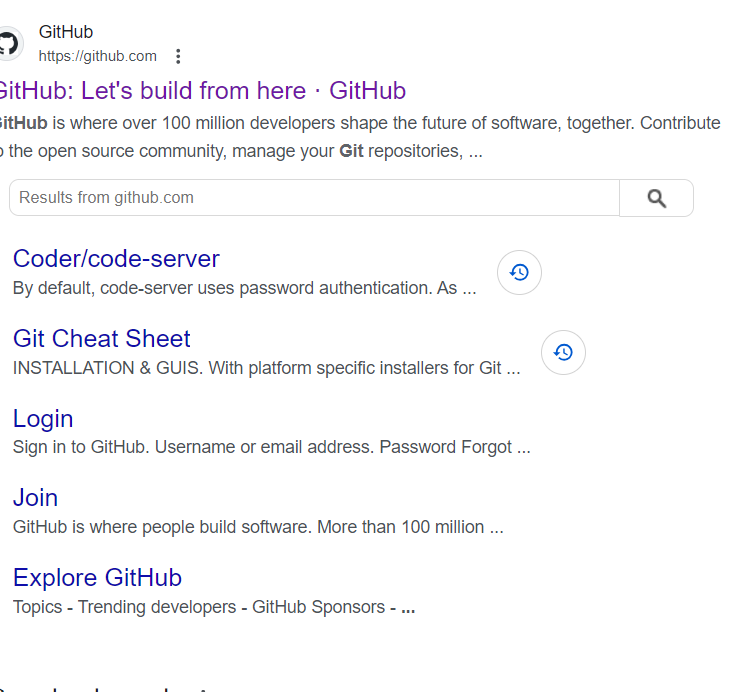 GitHub
https://github.com
GitHub: Let's build from here · GitHub
GitHub is where over 100 million developers shape the future of software, together. Contribute
the open source community, manage your Git repositories, ...
Results from github.com
Coder/code-server
By default, code-server uses password authentication. As ...
Git Cheat Sheet
INSTALLATION & GUIS. With platform specific installers for Git ...
Login
Sign in to GitHub. Username or email address. Password Forgot ...
Join
GitHub is where people build software. More than 100 million ...
Explore GitHub
Topics - Trending developers - GitHub Sponsors - ...